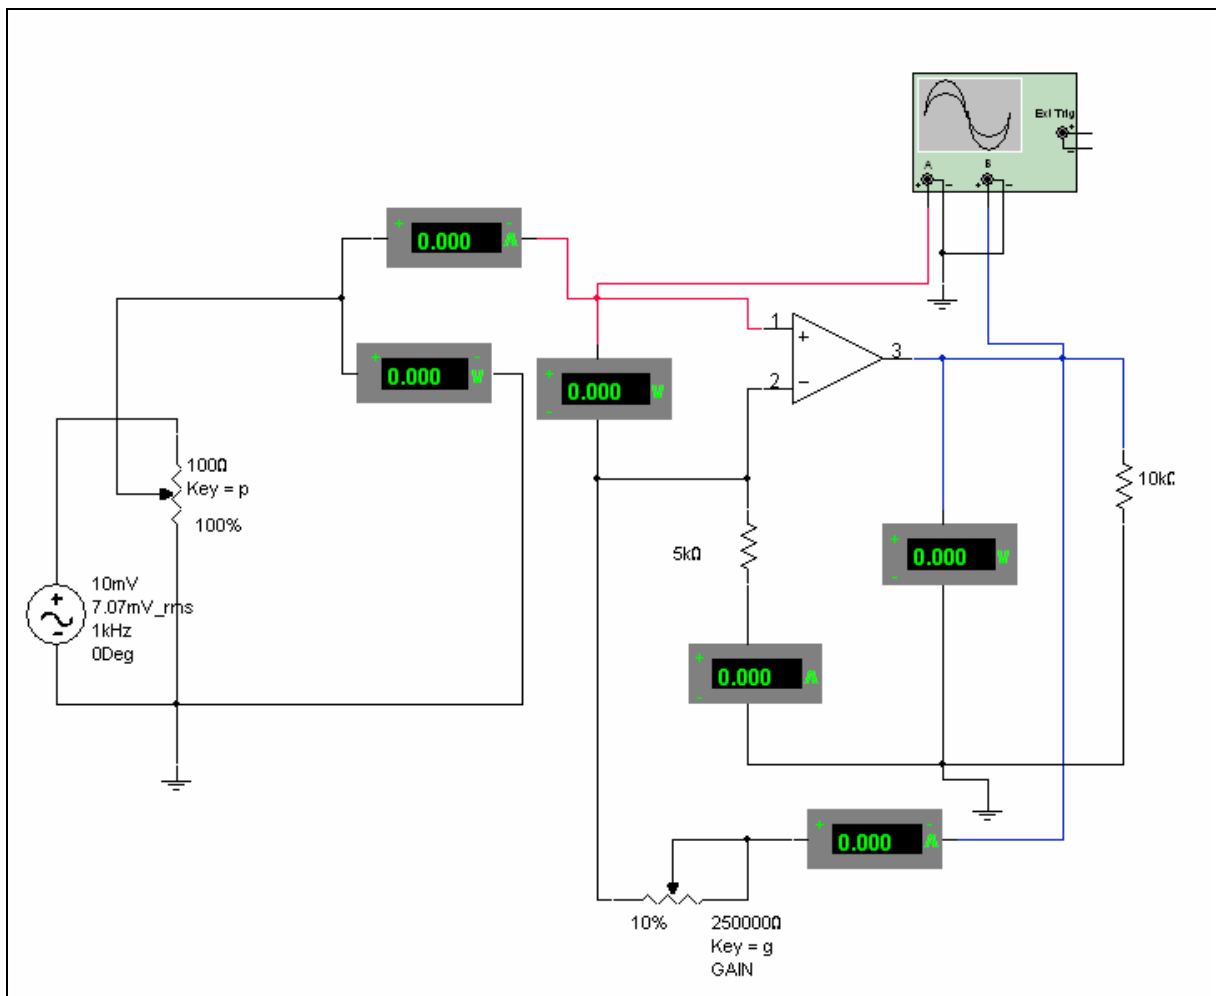 Ext Trig
+
-
A
B
+ - + -
+ -
0.000 A
+ -
0.000 V
+
0.000 V
-
1
+
3
2
-
100Ω
Key = p
100%
10kΩ
5kΩ
+
0.000 V
-
+
-
10mV
7.07mV_rms
1kHz
0Deg
+
0.000 A
-
+ -
0.000 A
10%
250000Ω
Key = g
GAIN